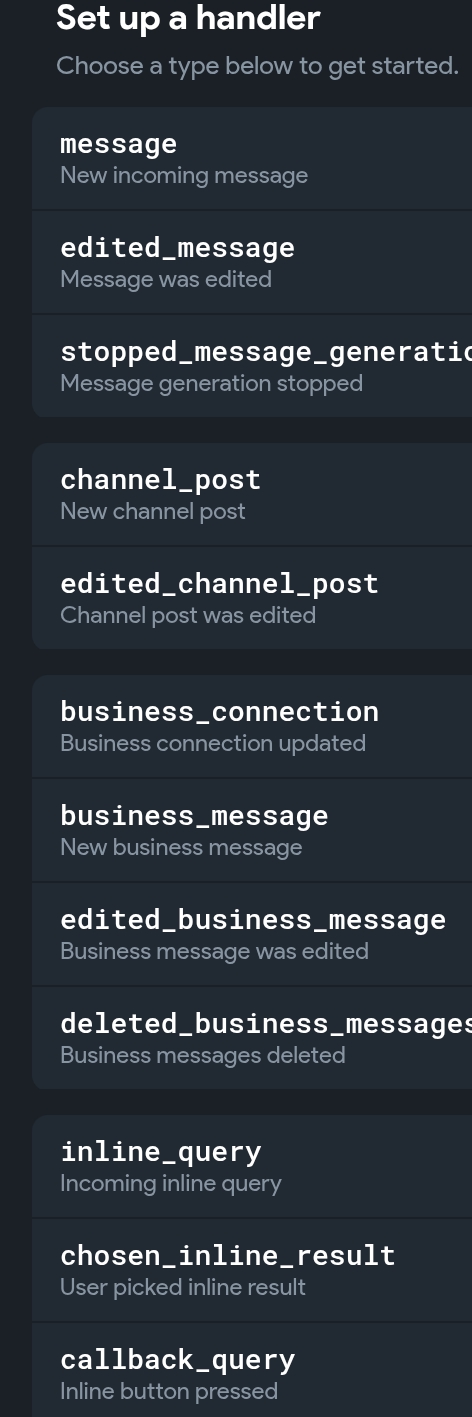 Set up a handler
Choose a type below to get started.
message
New incoming message
edited_message
Message was edited
stopped_message_generatio
Message generation stopped
channel_post
New channel post
edited_channel_post
Channel post was edited
business_connection
Business connection updated
business_message
New business message
edited_business_message
Business message was edited
deleted_business_messages
Business messages deleted
inline_query
Incoming inline query
chosen_inline_result
User picked inline result
callback_query
Inline button pressed